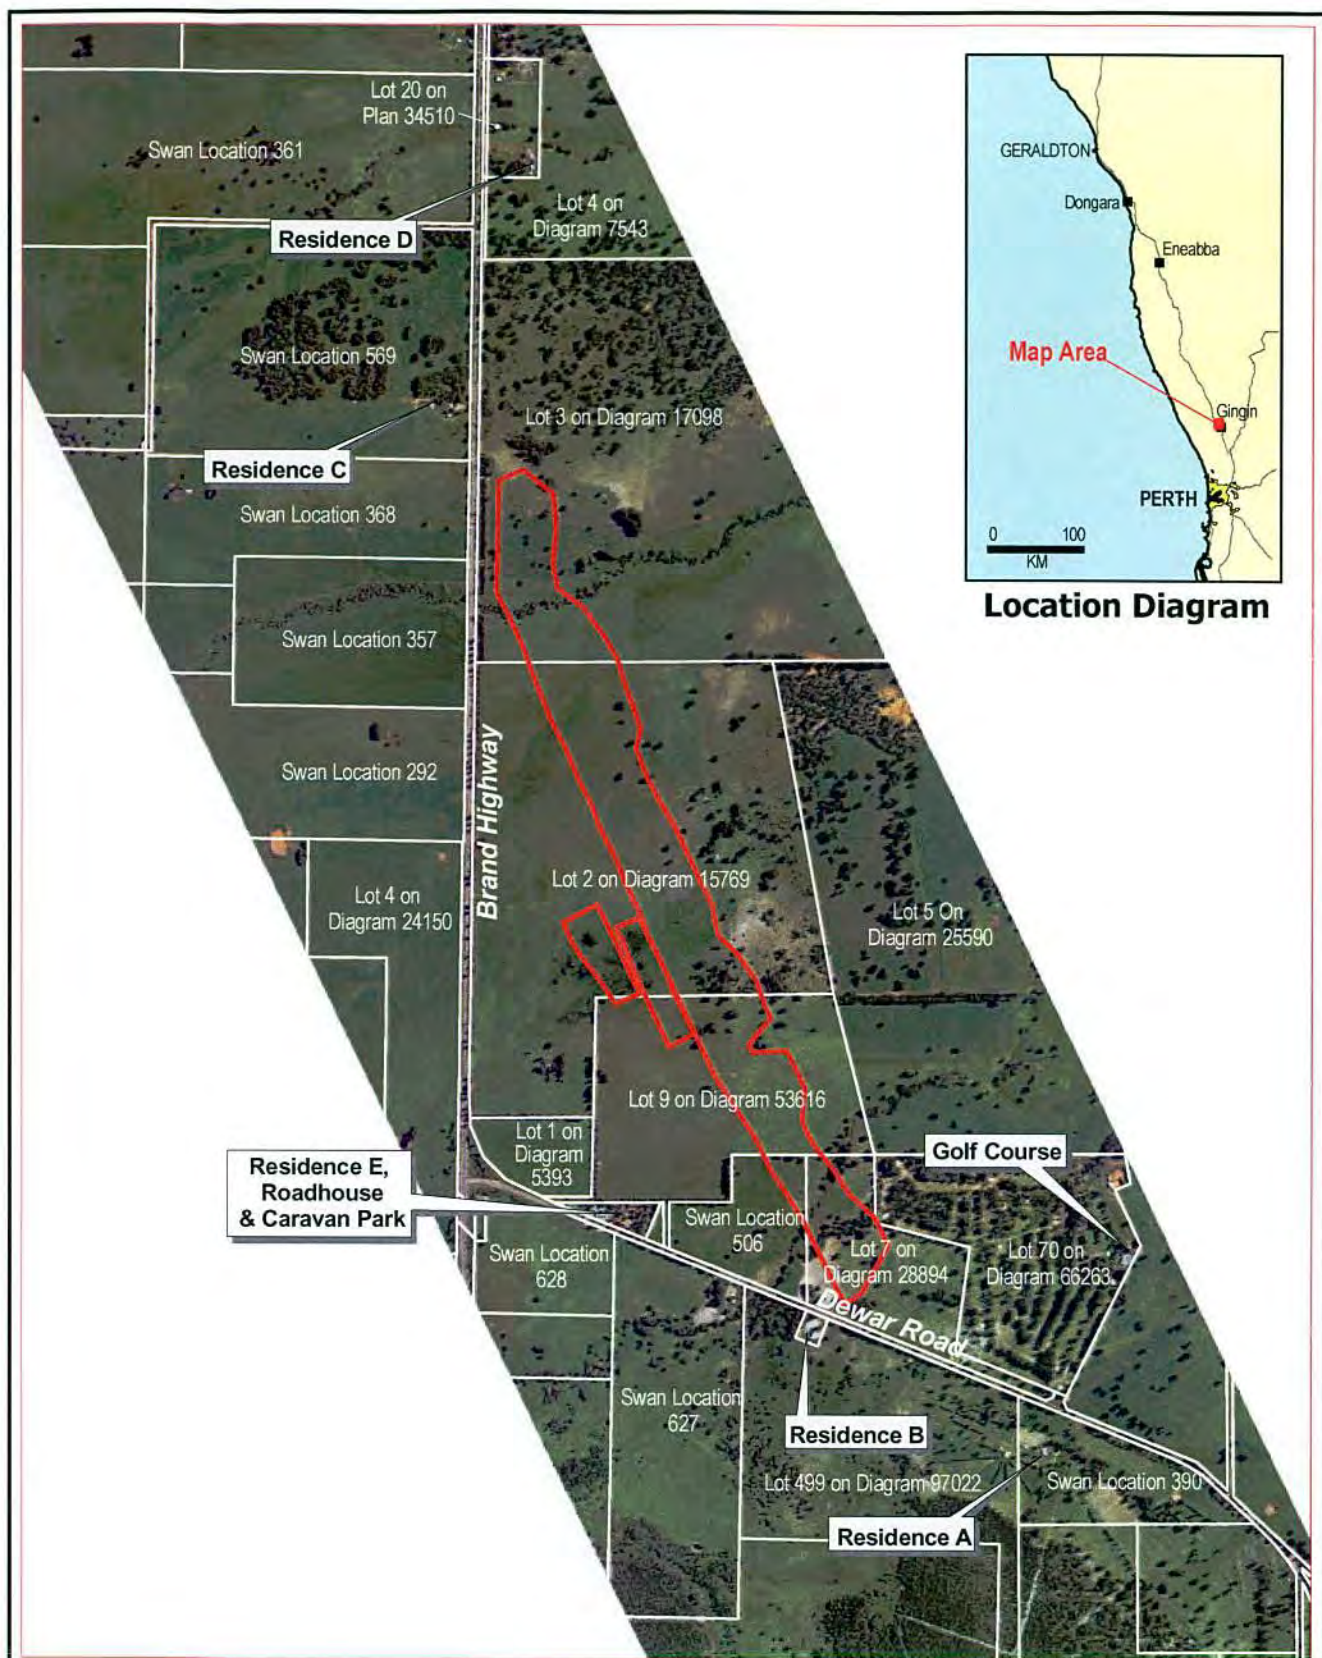 Lot 20 on
Plan 34510
Swan Location 361
Residence D
Lot 4 on
Diagram 7543
Swan Location 569
Lot 3 on Diagram 17098
Residence C
Swan Location 368
Swan Location 357
Swan Location 292
Brand Highway
Lot 2 on Diagram 15769
Lot 4 on
Diagram 24150
Lot 5 On
Diagram 25590
Lot 9 on Diagram 53616
Lot 1 on
Diagram
5393
Golf Course
Residence E,
Roadhouse
& Caravan Park
Swan Location
506
Lot 7 on
Diagram 28894
Lot 70 on
Diagram 66263
Swan Location
628
Dewar Road
Swan Location
627
Residence B
Lot 499 on Diagram 97022
Swan Location 390
Residence A
GERALDTON
Dongara
Eneabba
Map Area
Gingin
PERTH
0 100
KM
Location Diagram